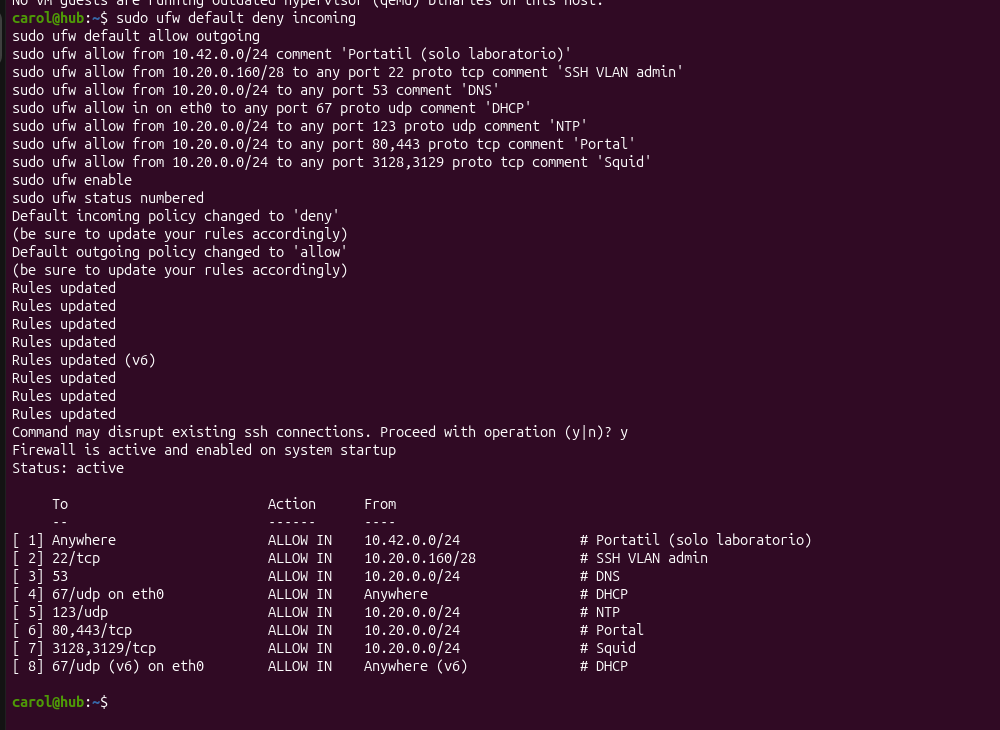 No VM guests are running outdated hypervisor (qemu) binaries on this host.
carol@hub:~$ sudo ufw default deny incoming
sudo ufw default allow outgoing
sudo ufw allow from 10.42.0.0/24 comment 'Portatil (solo laboratorio)'
sudo ufw allow from 10.20.0.160/28 to any port 22 proto tcp comment 'SSH VLAN admin'
sudo ufw allow from 10.20.0.0/24 to any port 53 comment 'DNS'
sudo ufw allow in on eth0 to any port 67 proto udp comment 'DHCP'
sudo ufw allow from 10.20.0.0/24 to any port 123 proto udp comment 'NTP'
sudo ufw allow from 10.20.0.0/24 to any port 80,443 proto tcp comment 'Portal'
sudo ufw allow from 10.20.0.0/24 to any port 3128,3129 proto tcp comment 'Squid'
sudo ufw enable
sudo ufw status numbered
Default incoming policy changed to 'deny'
(be sure to update your rules accordingly)
Default outgoing policy changed to 'allow'
(be sure to update your rules accordingly)
Rules updated
Rules updated
Rules updated
Rules updated
Rules updated (v6)
Rules updated
Rules updated
Rules updated
Command may disrupt existing ssh connections. Proceed with operation (y|n)? y
Firewall is active and enabled on system startup
Status: active
To Action From
-- ------ ----
[ 1] Anywhere ALLOW IN 10.42.0.0/24 # Portatil (solo laboratorio)
[ 2] 22/tcp ALLOW IN 10.20.0.160/28 # SSH VLAN admin
[ 3] 53 ALLOW IN 10.20.0.0/24 # DNS
[ 4] 67/udp on eth0 ALLOW IN Anywhere # DHCP
[ 5] 123/udp ALLOW IN 10.20.0.0/24 # NTP
[ 6] 80,443/tcp ALLOW IN 10.20.0.0/24 # Portal
[ 7] 3128,3129/tcp ALLOW IN 10.20.0.0/24 # Squid
[ 8] 67/udp (v6) on eth0 ALLOW IN Anywhere (v6) # DHCP
carol@hub:~$